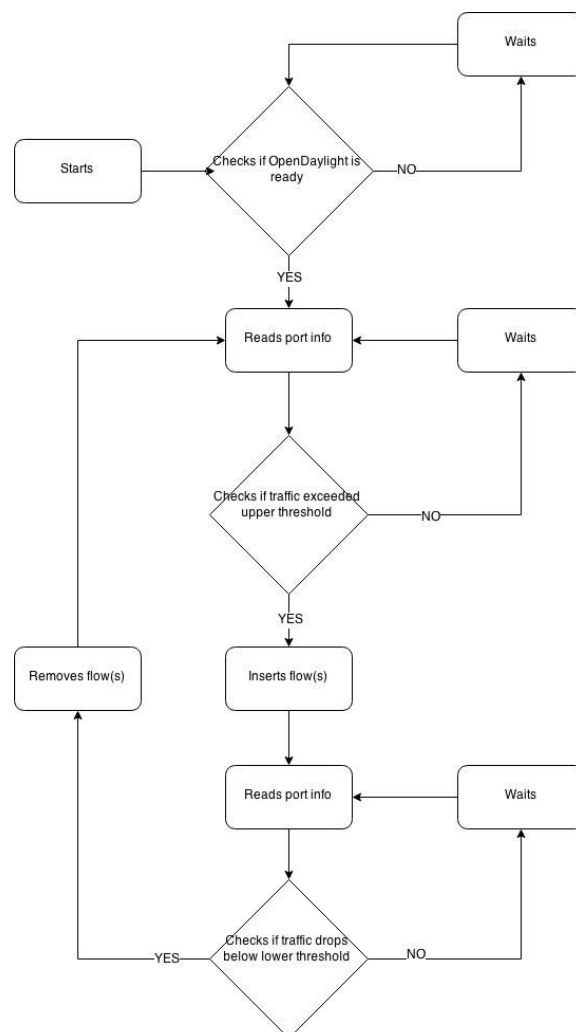 Waits
Starts
Checks if OpenDaylight is
ready
NO
YES
Reads port info
Waits
Checks if traffic exceeded
upper threshold
NO
YES
Removes flow(s)
Inserts flow(s)
Reads port info
Waits
Checks if traffic drops
below lower threshold
YES
NO